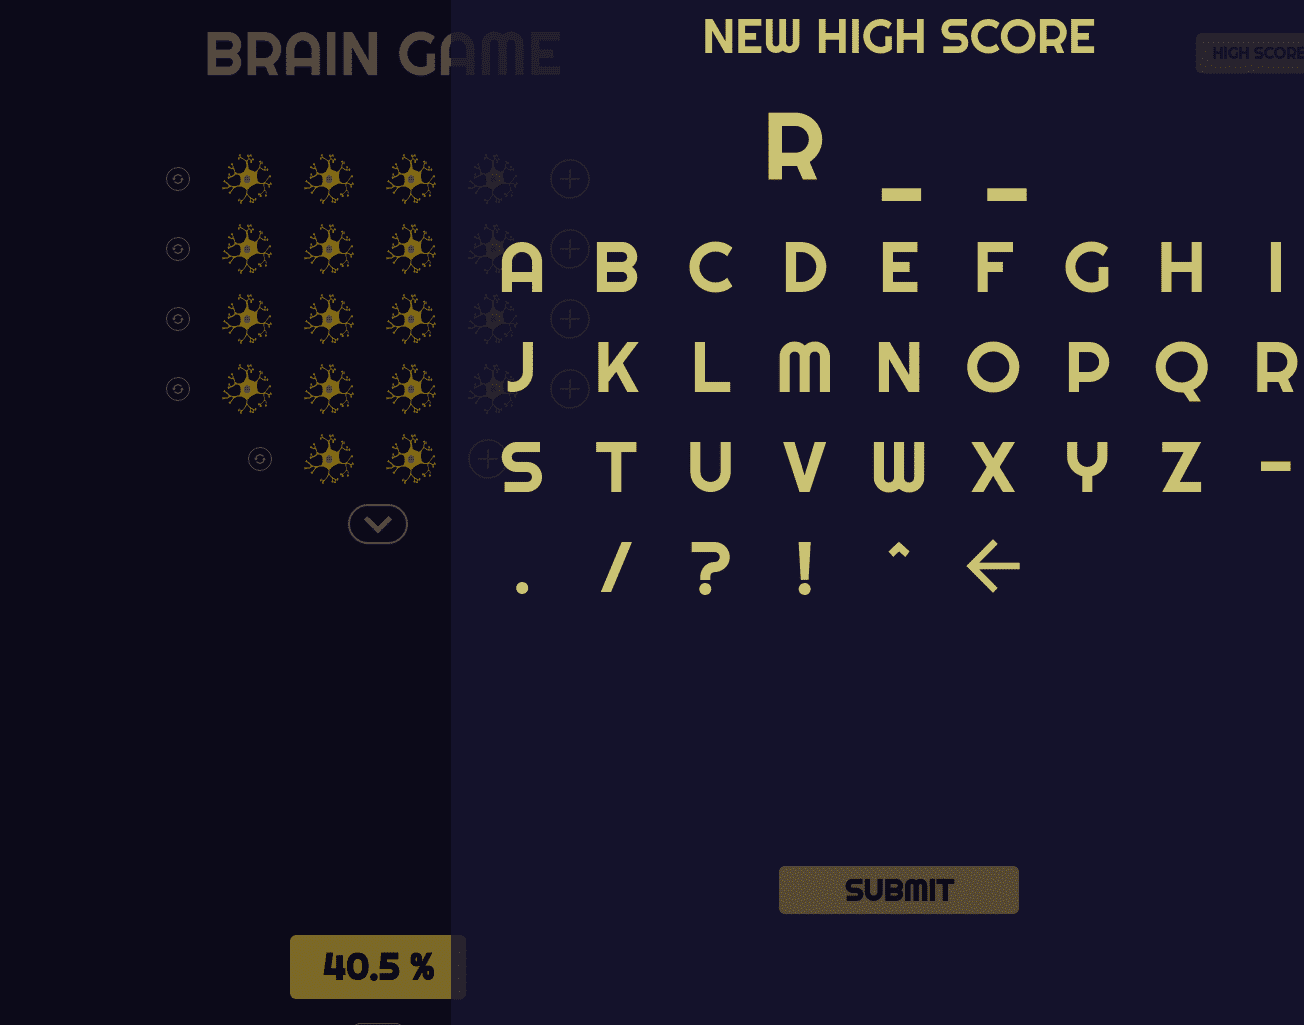 BRAIN GAME
NEW HIGH SCORE
HIGH SCORE
R _ _
A B C D E F G H I
J K L M N O P Q R
S T U V W X Y Z -
. / ? ! ^ ←
SUBMIT
40.5 %